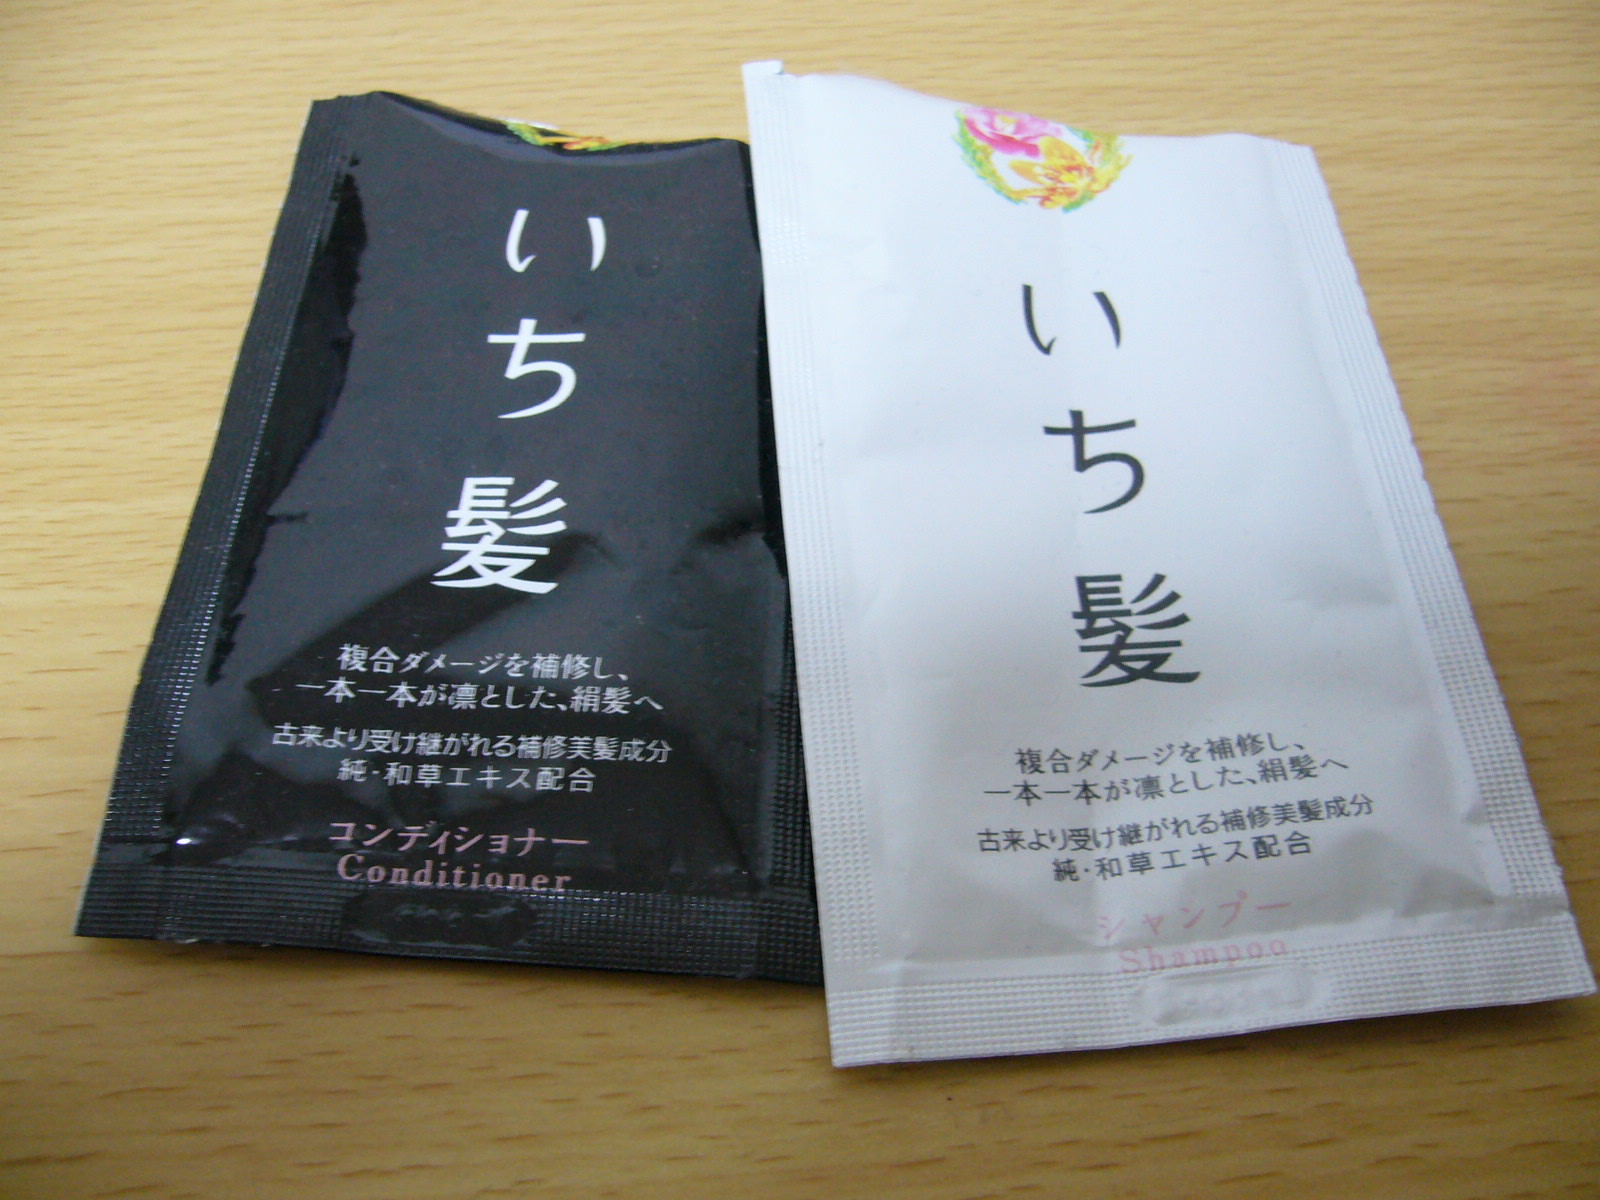 いち髪
複合ダメージを補修し、
一本一本が凛とした、絹髪へ
古来より受け継がれる補修美髪成分
純・和草エキス配合
コンディショナー
Conditioner
いち髪
複合ダメージを補修し、
一本一本が凛とした、絹髪へ
古来より受け継がれる補修美髪成分
純・和草エキス配合
シャンプー
Shampoo